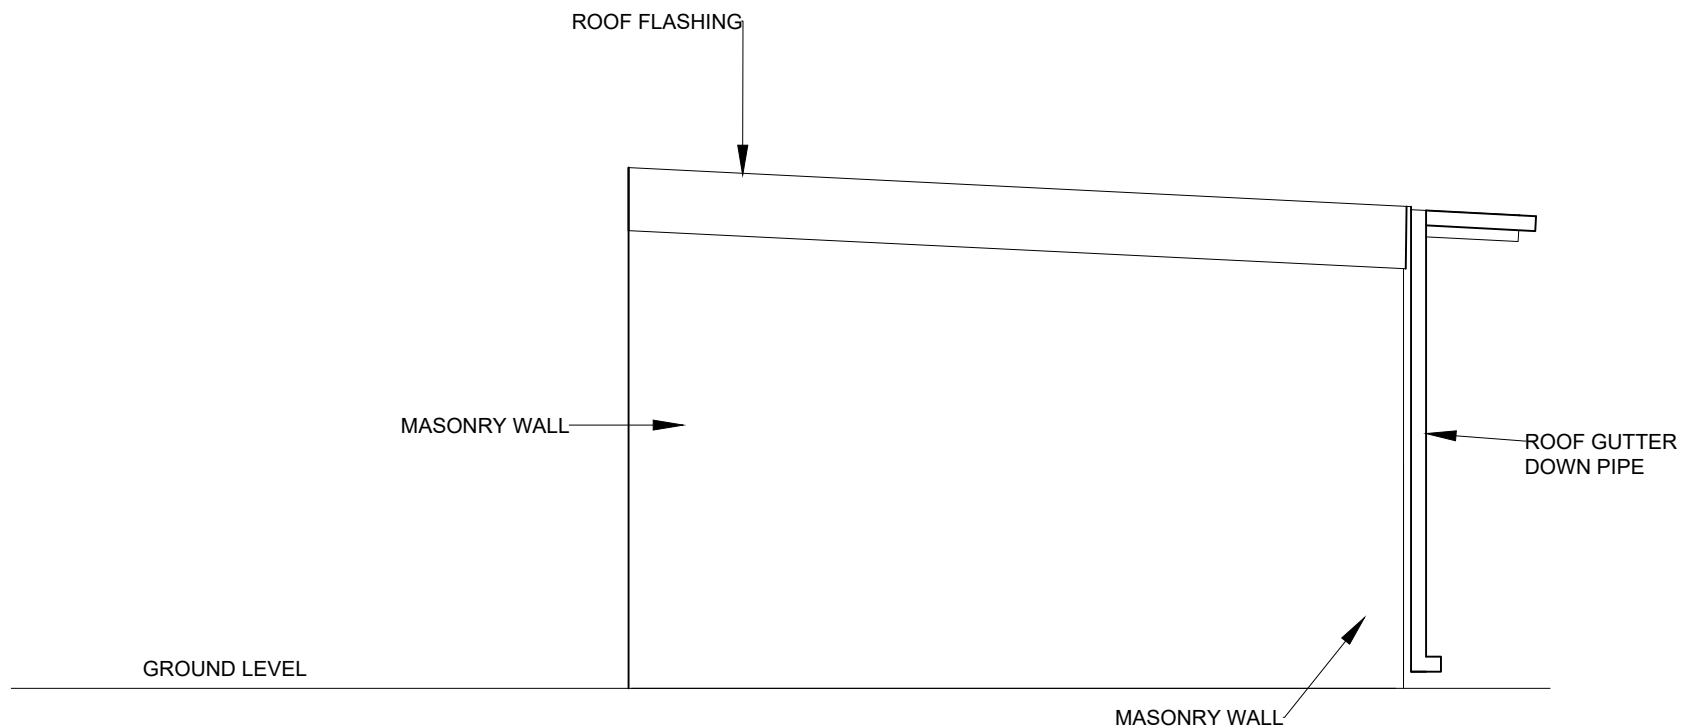 ROOF FLASHING
MASONRY WALL
ROOF GUTTER
DOWN PIPE
GROUND LEVEL
MASONRY WALL